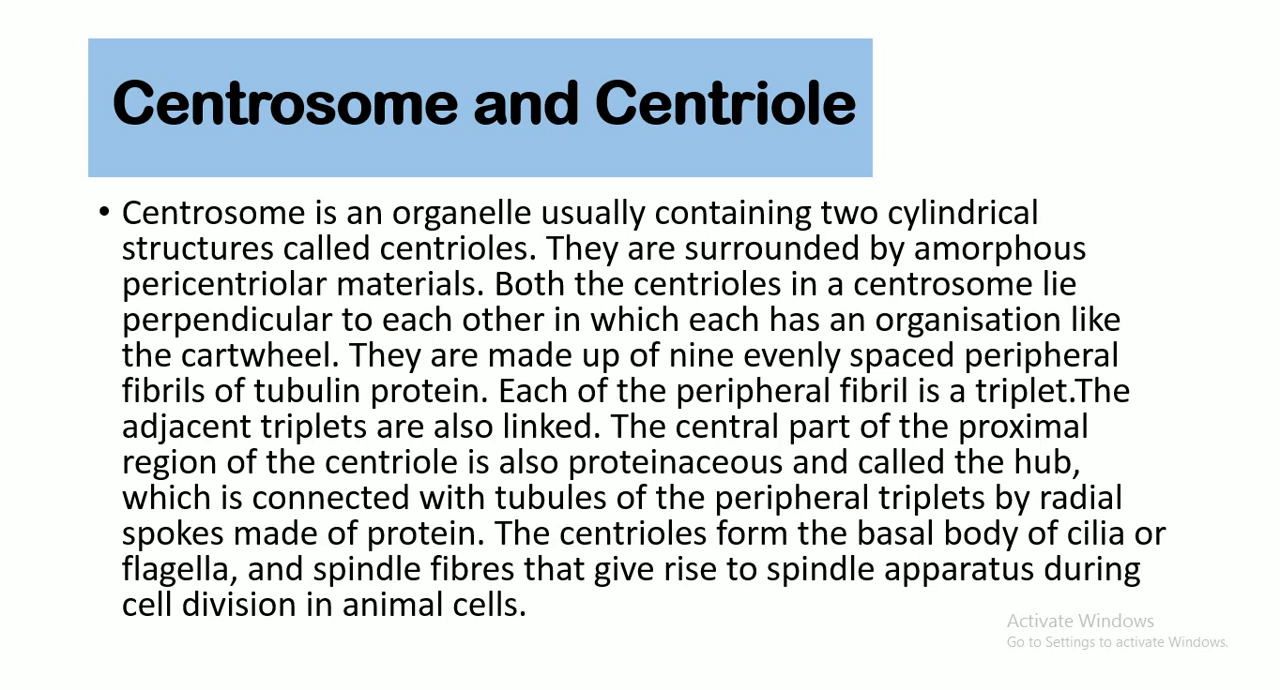 Centrosome and Centriole
• Centrosome is an organelle usually containing two cylindrical
structures called centrioles. They are surrounded by amorphous
pericentriolar materials. Both the centrioles in a centrosome lie
perpendicular to each other in which each has an organisation like
the cartwheel. They are made up of nine evenly spaced peripheral
fibrils of tubulin protein. Each of the peripheral fibril is a triplet.The
adjacent triplets are also linked. The central part of the proximal
region of the centriole is also proteinaceous and called the hub,
which is connected with tubules of the peripheral triplets by radial
spokes made of protein. The centrioles form the basal body of cilia or
flagella, and spindle fibres that give rise to spindle apparatus during
cell division in animal cells.
Activate Windows
Go to Settings to activate Windows.